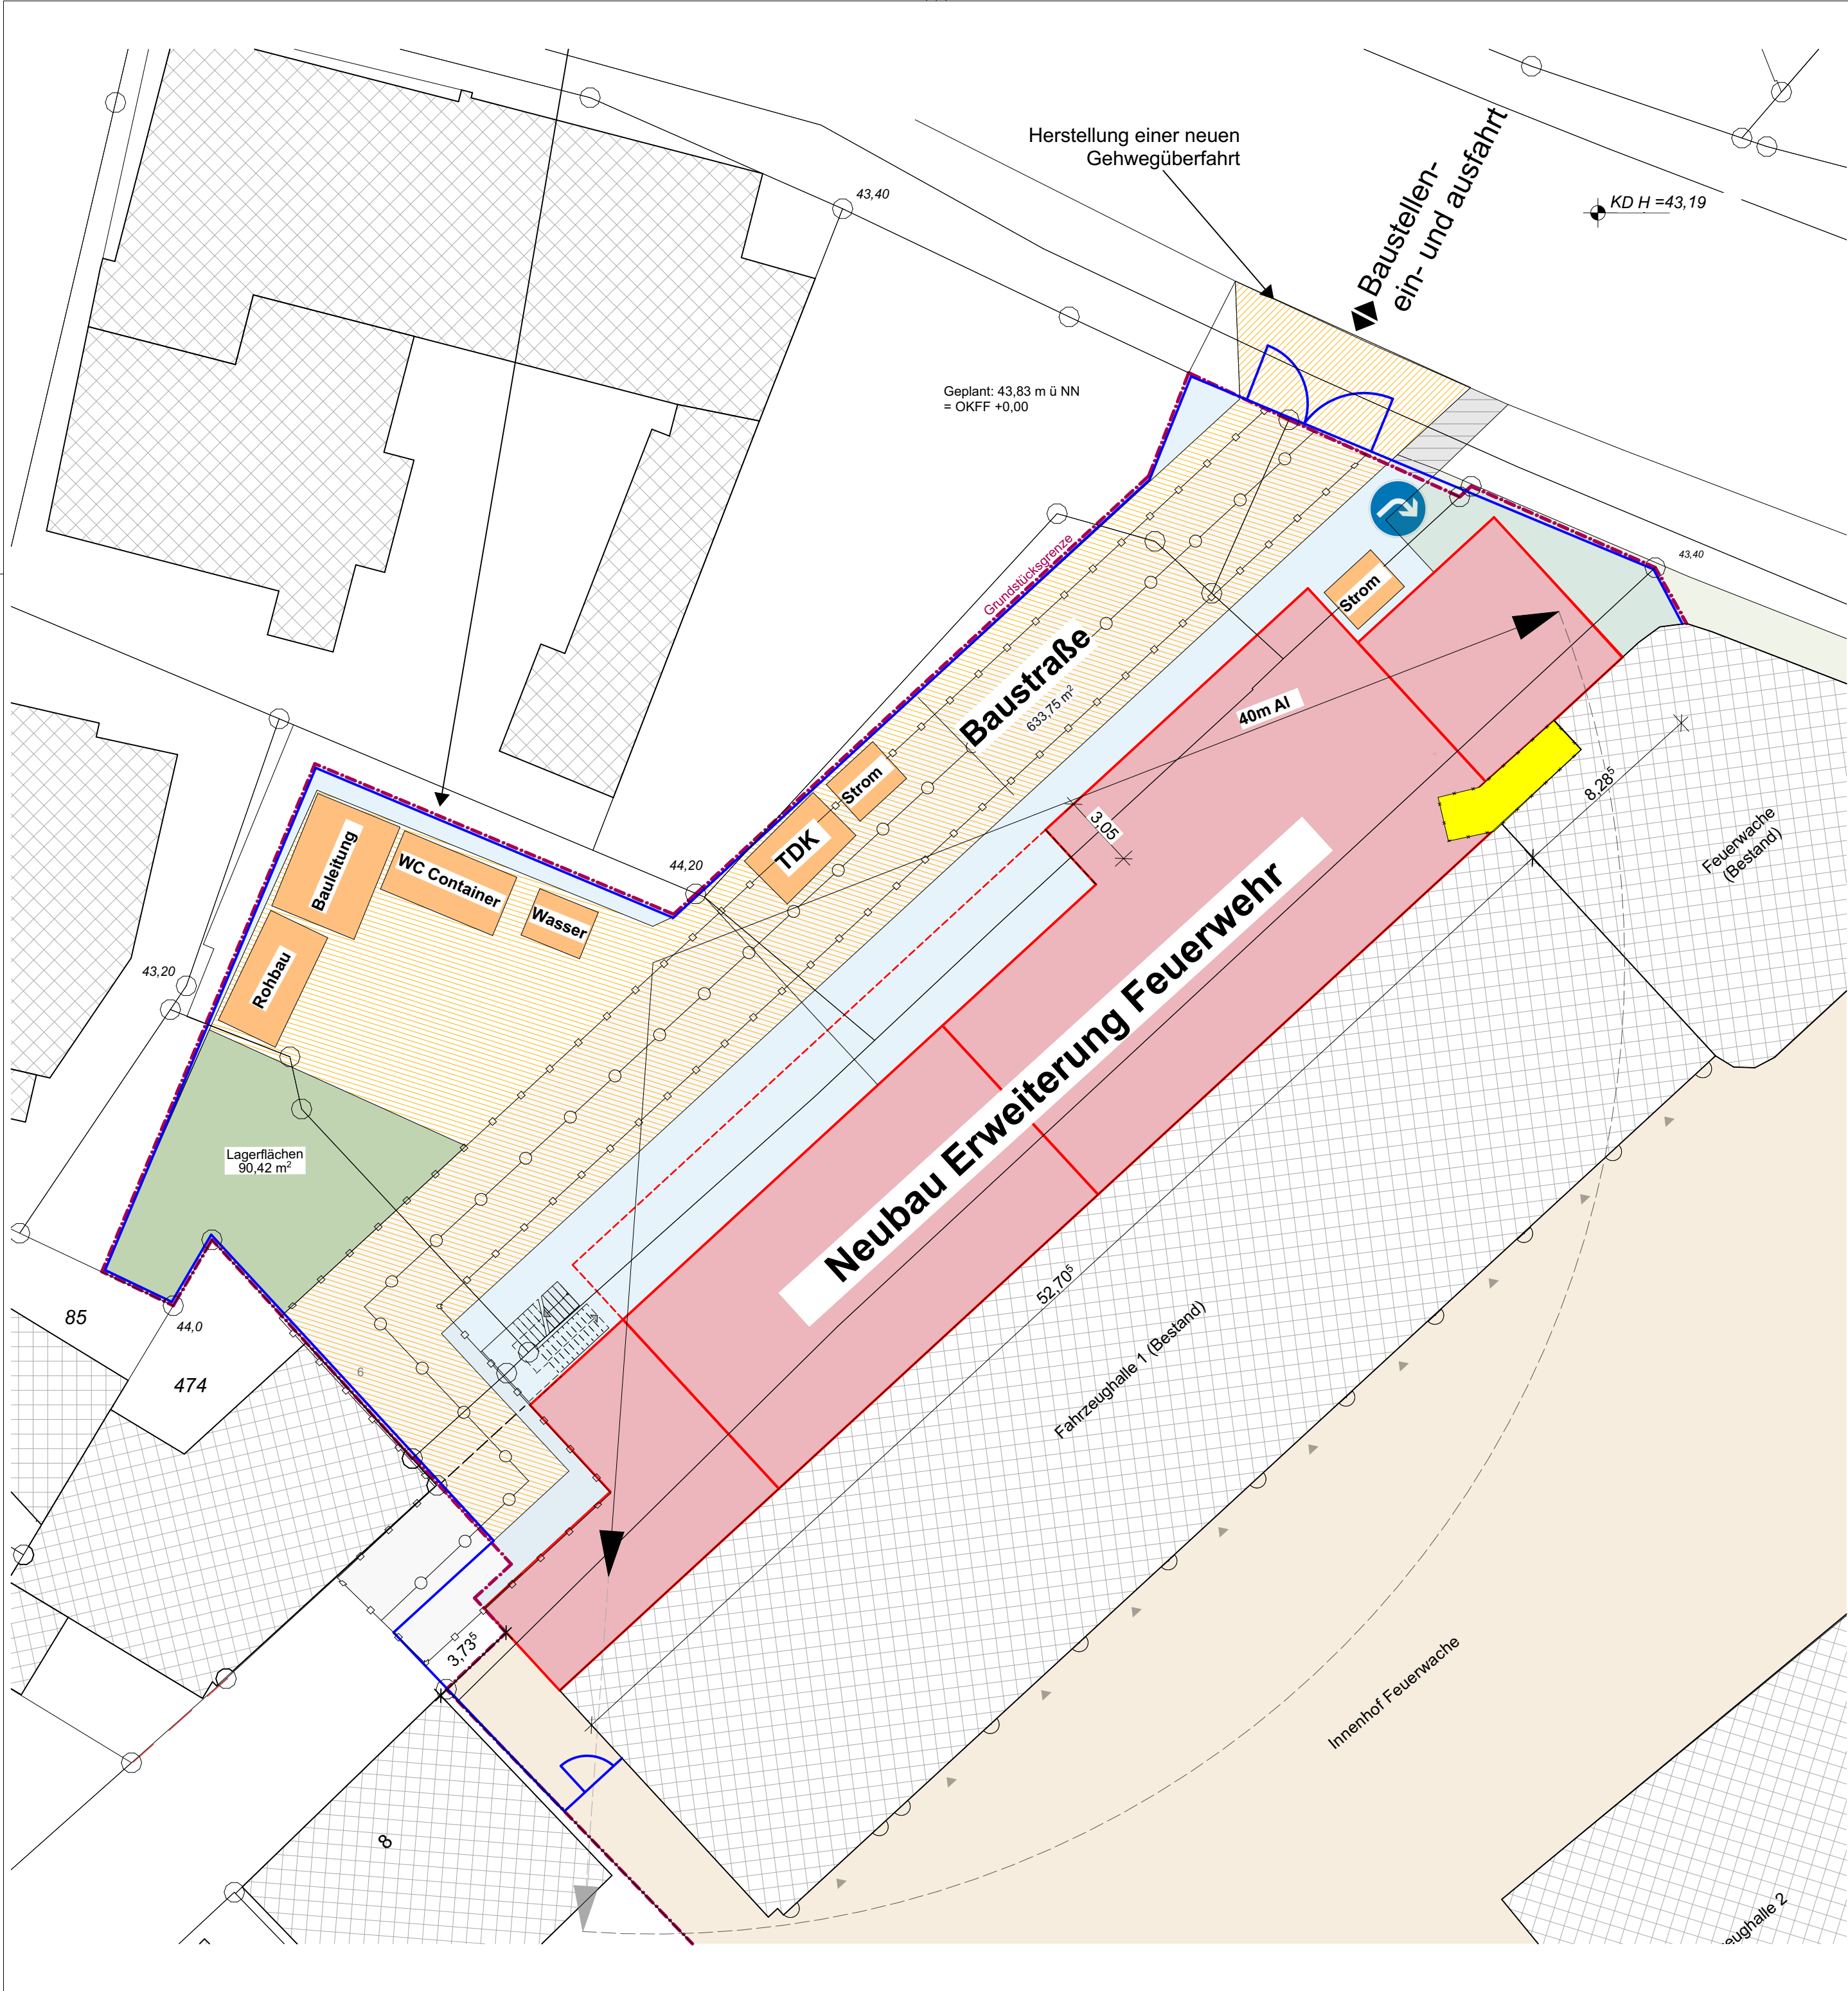 Herstellung einer neuen
Gehwegüberfahrt
Baustellen-
ein- und ausfahrt
43,40
KD H =43,19
Geplant: 43,83 m ü NN
= OKFF +0,00
Grundstücksgrenze
43,40
Strom
Baustraße
633,75 m²
40m Al
Strom
TDK
3,05
8,28⁵
Feuerwache
(Bestand)
44,20
Bauleitung
WC Container
Wasser
Rohbau
43,20
Neubau Erweiterung Feuerwehr
Lagerflächen
90,42 m²
52,70⁵
85
44,0
474
6
Fahrzeughalle 1 (Bestand)
3,73⁵
Innenhof Feuerwache
8
eughalle 2